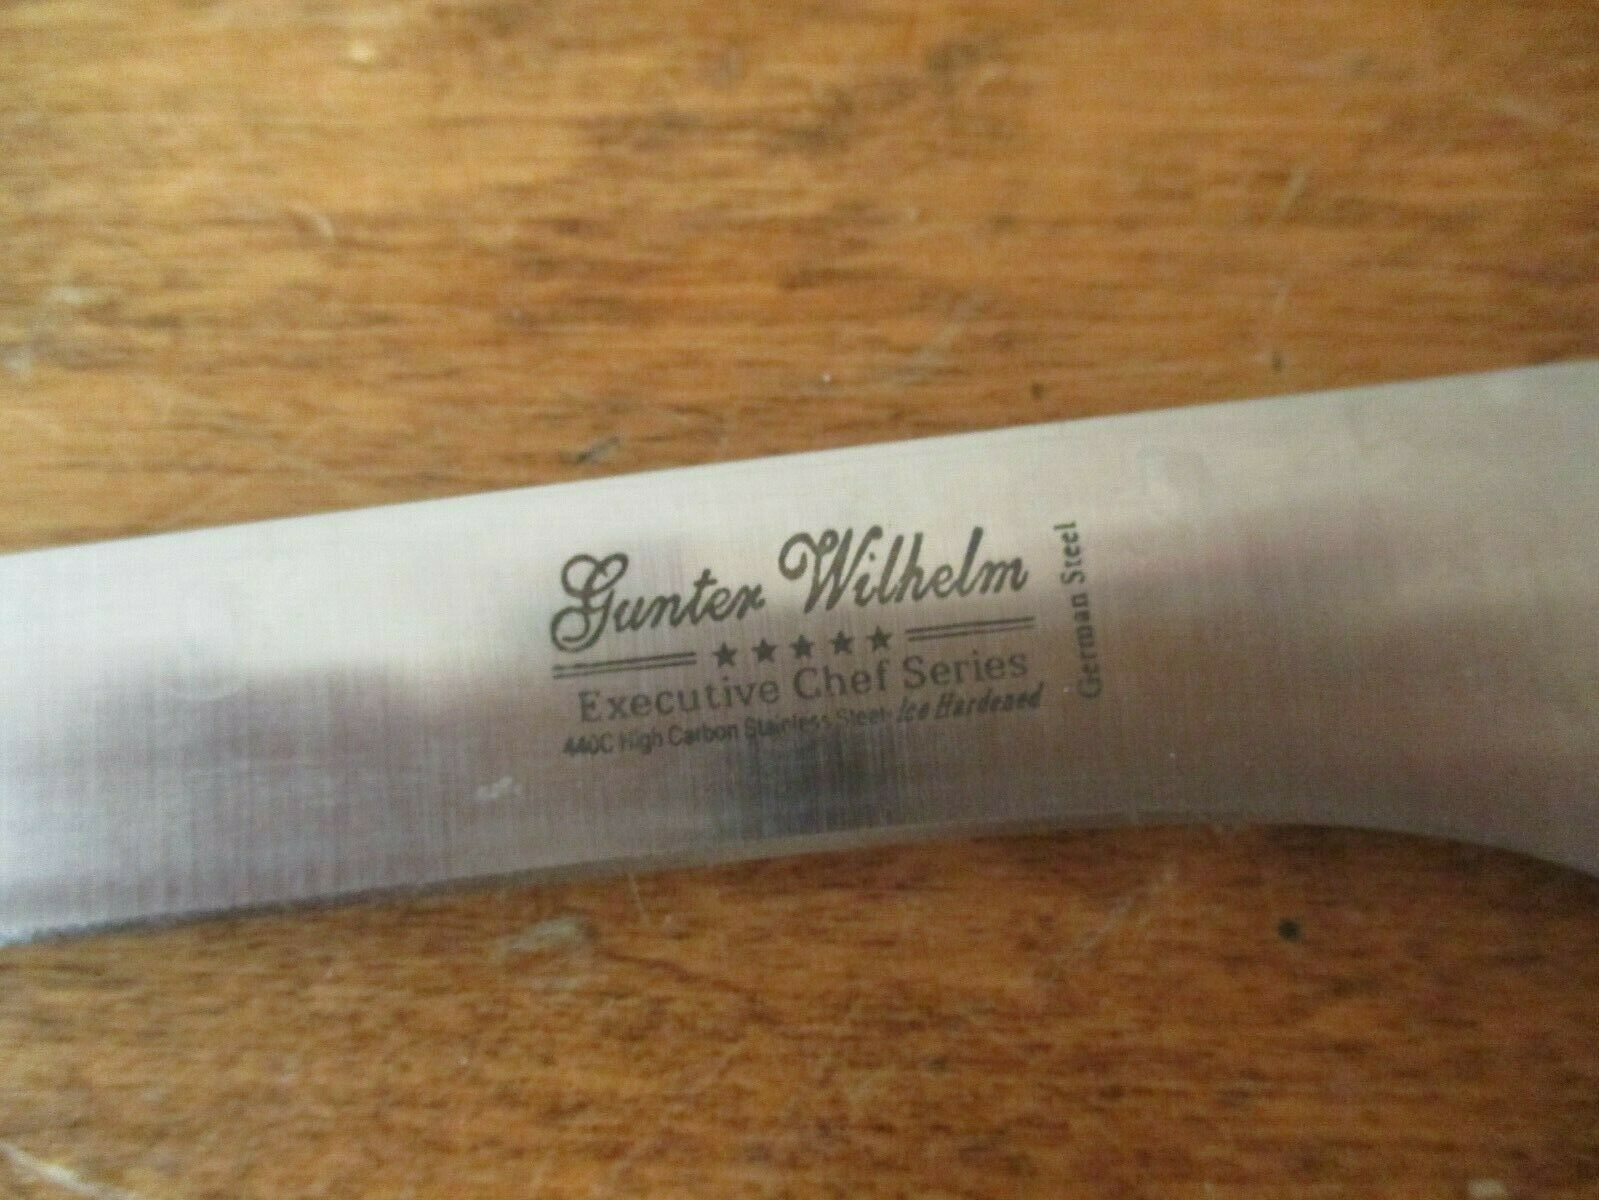 Gunter Wilhelm
★★★★★
Executive Chef Series
440C High Carbon Stainless Steel- Ice Hardened
German Steel